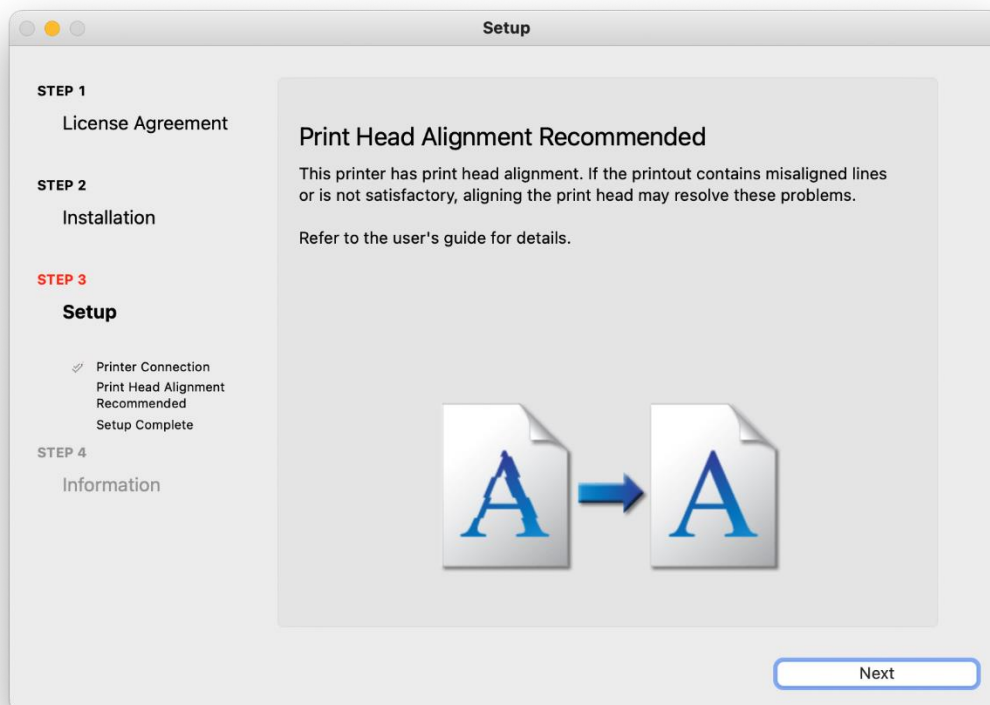 Setup
STEP 1
License Agreement
STEP 2
Installation
STEP 3
Setup
Printer Connection
Print Head Alignment
Recommended
Setup Complete
STEP 4
Information
Print Head Alignment Recommended
This printer has print head alignment. If the printout contains misaligned lines
or is not satisfactory, aligning the print head may resolve these problems.
Refer to the user's guide for details.
A
A
Next